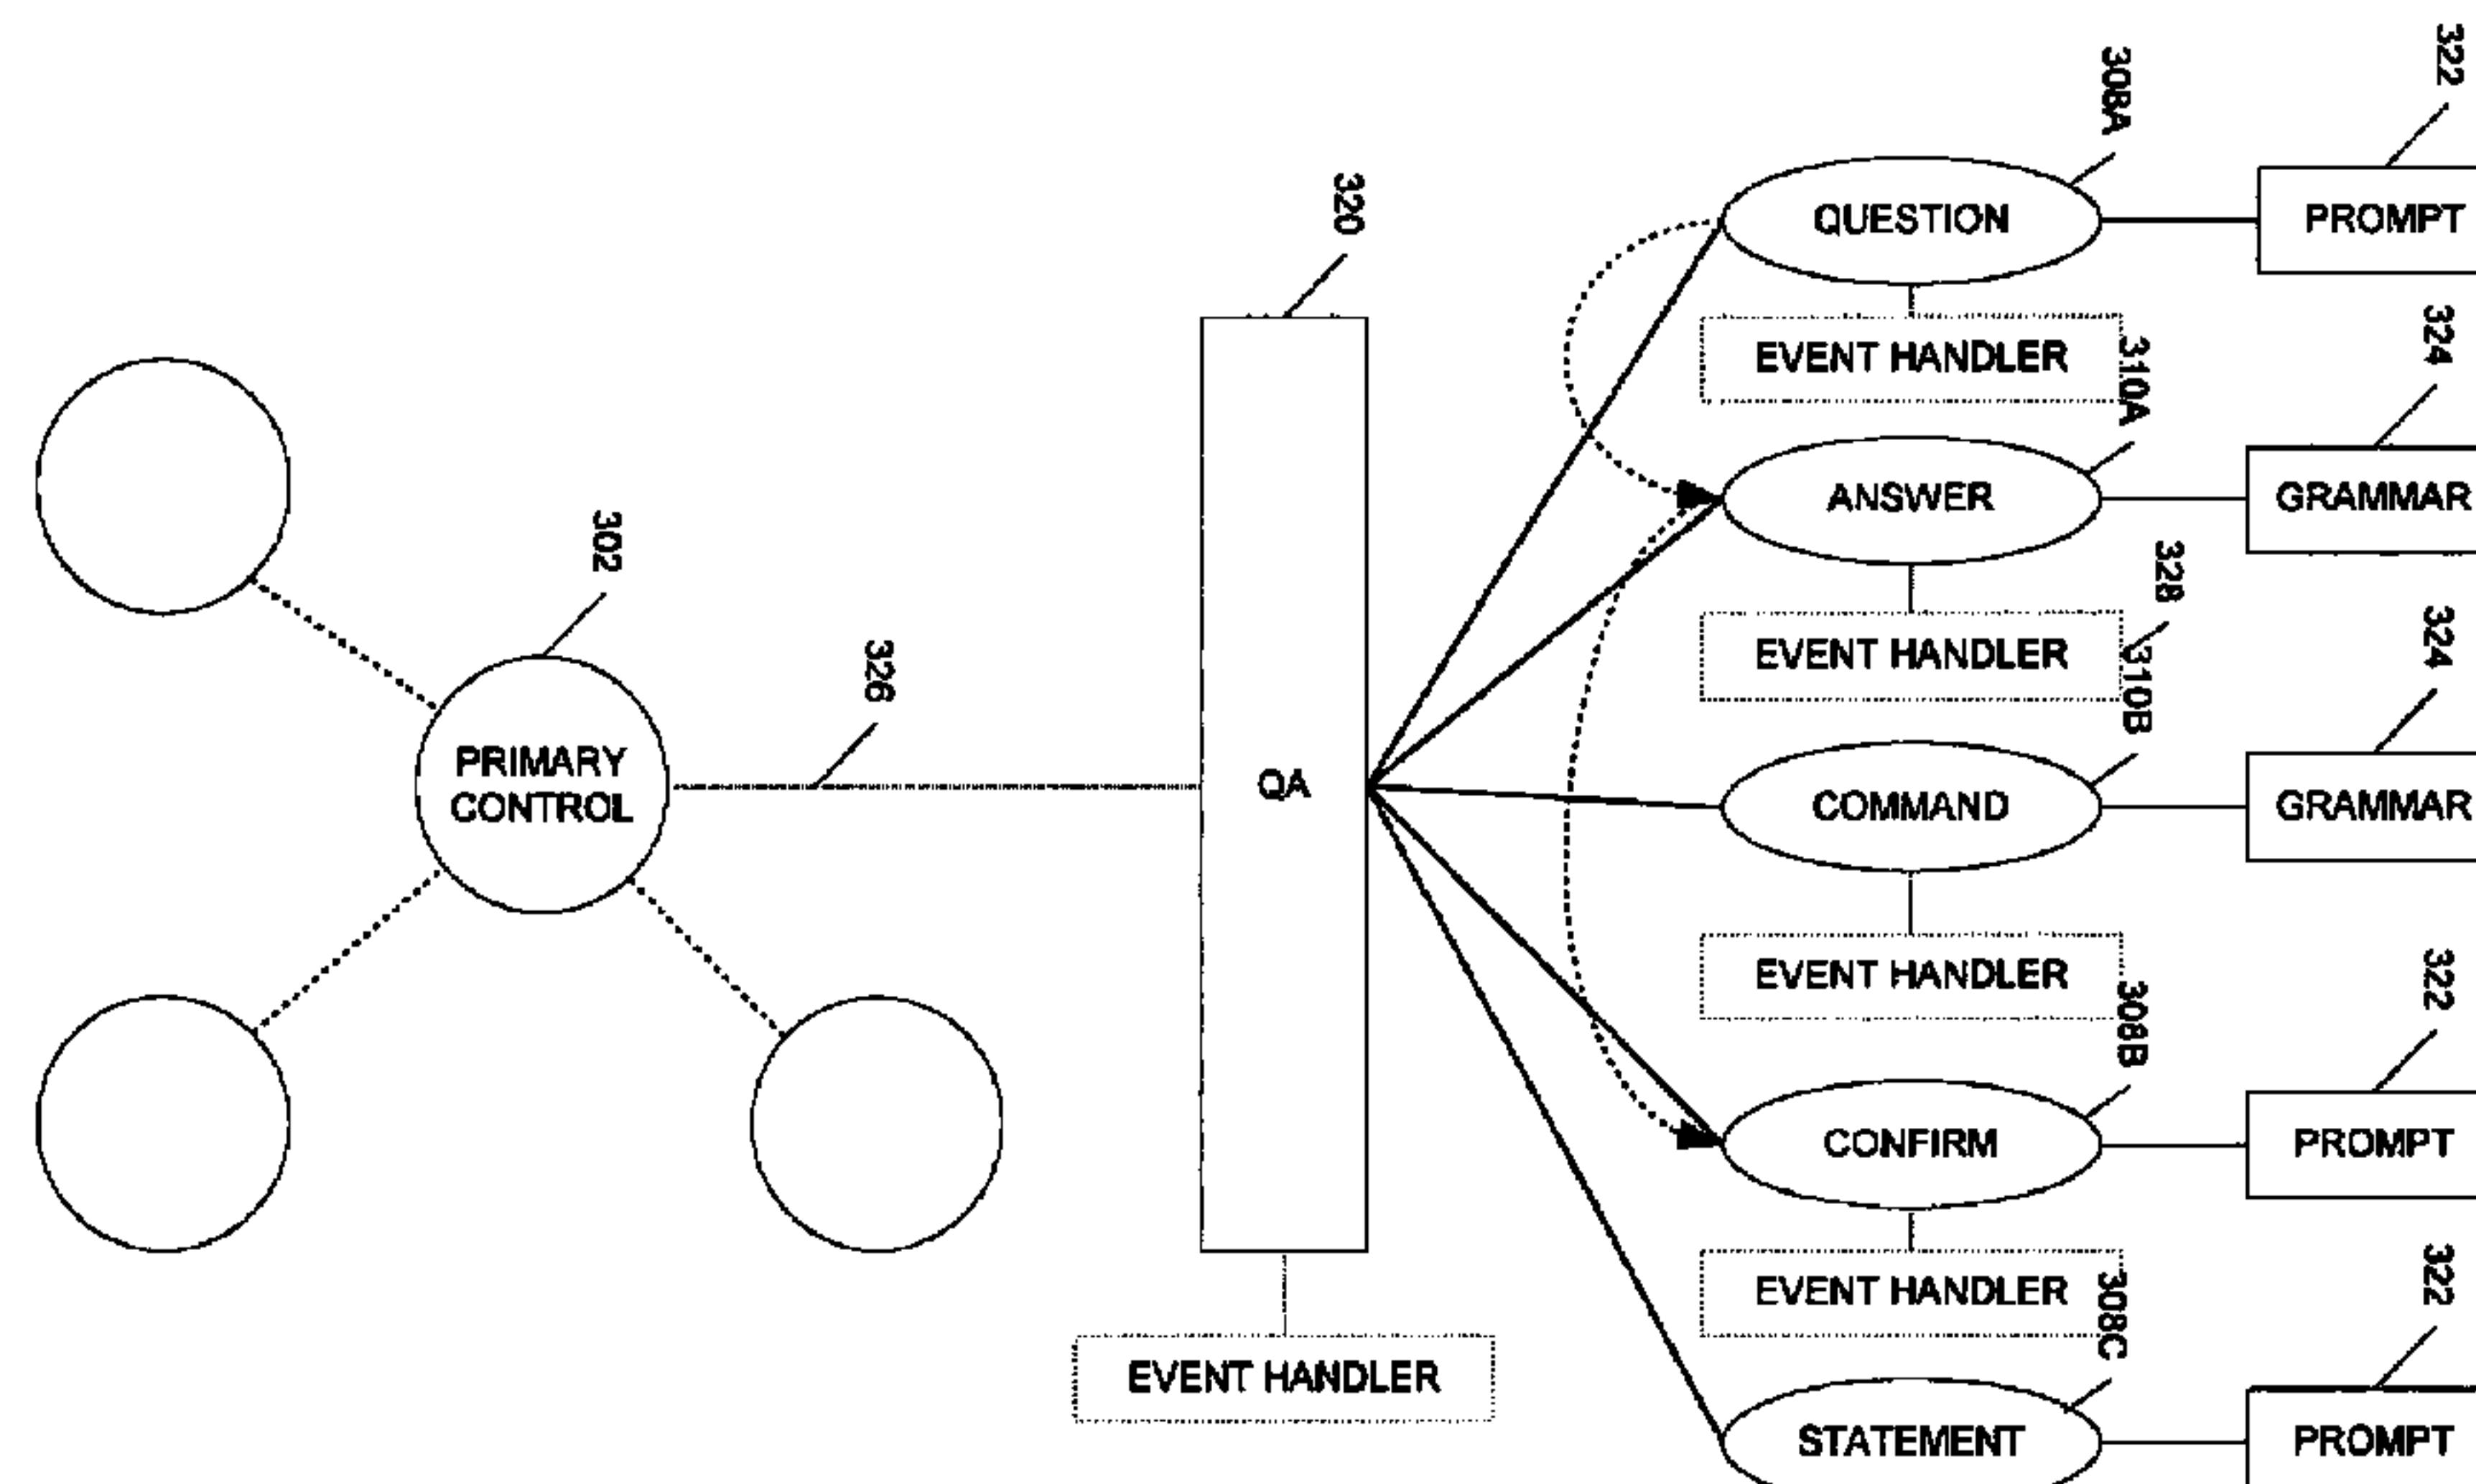 322
308A
QUESTION
PROMPT
320
EVENT HANDLER
324
310A
ANSWER
GRAMMAR
302
328
EVENT HANDLER
324
326
310B
PRIMARY
CONTROL
QA
COMMAND
GRAMMAR
EVENT HANDLER
322
308B
CONFIRM
PROMPT
EVENT HANDLER
322
308C
EVENT HANDLER
STATEMENT
PROMPT